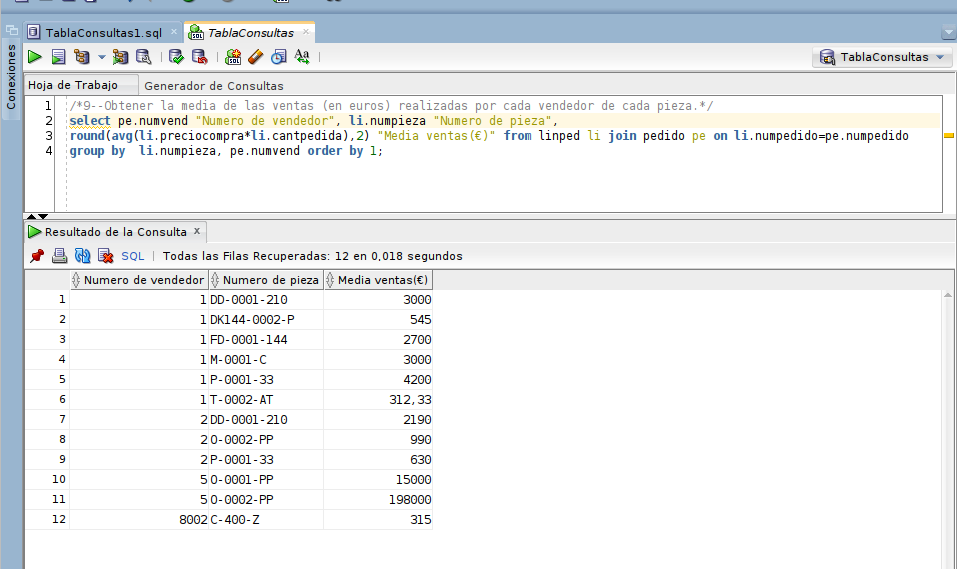 TablaConsultas1.sql
TablaConsultas
TablaConsultas
Conexiones
Hoja de Trabajo Generador de Consultas
1 /*9--Obtener la media de las ventas (en euros) realizadas por cada vendedor de cada pieza.*/
2 select pe.numvend "Numero de vendedor", li.numpieza "Numero de pieza",
3 round(avg(li.preciocompra*li.cantpedida),2) "Media ventas(€)" from linped li join pedido pe on li.numpedido=pe.numpedido
4 group by  li.numpieza, pe.numvend order by 1;
Resultado de la Consulta x
SQL | Todas las Filas Recuperadas: 12 en 0,018 segundos
Numero de vendedor Numero de pieza Media ventas(€)
1 1 DD-0001-210 3000
2 1 DK144-0002-P 545
3 1 FD-0001-144 2700
4 1 M-0001-C 3000
5 1 P-0001-33 4200
6 1 T-0002-AT 312,33
7 2 DD-0001-210 2190
8 2 O-0002-PP 990
9 2 P-0001-33 630
10 5 O-0001-PP 15000
11 5 O-0002-PP 198000
12 8002 C-400-Z 315